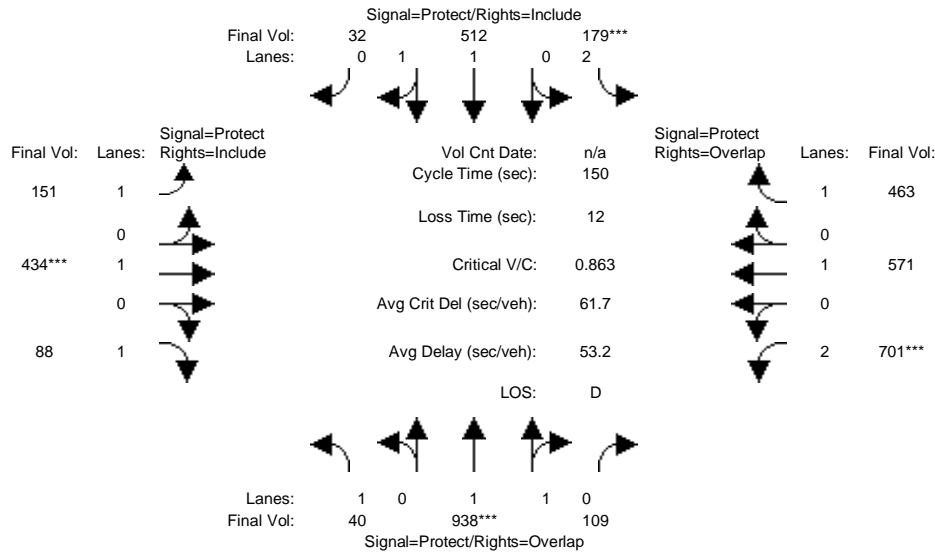 Signal=Protect/Rights=Include
Final Vol: 32 512 179***
Lanes: 0 1 1 0 2
Signal=Protect
Final Vol: Lanes: Rights=Include
Vol Cnt Date: n/a
Signal=Protect
Rights=Overlap Lanes: Final Vol:
Cycle Time (sec): 150
151 1
1 463
Loss Time (sec): 12
0
0
434*** 1
Critical V/C: 0.863
1 571
0
Avg Crit Del (sec/veh): 61.7
0
88 1
Avg Delay (sec/veh): 53.2
2 701***
LOS: D
Lanes: 1 0 1 1 0
Final Vol: 40 938*** 109
Signal=Protect/Rights=Overlap